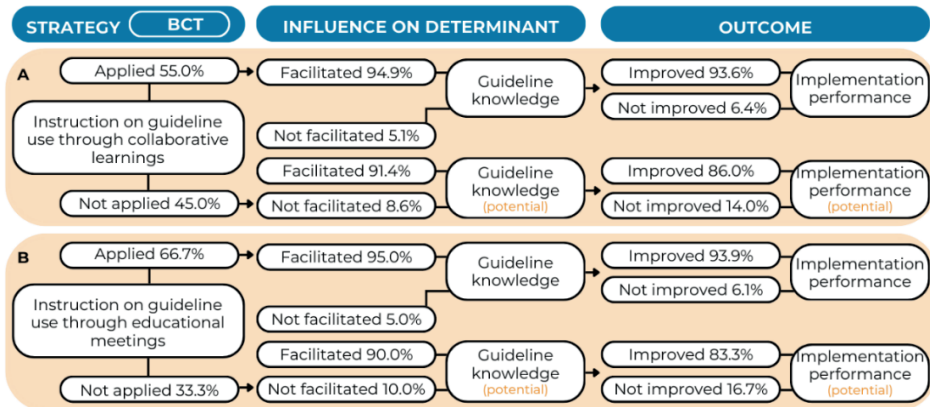 STRATEGY BCT INFLUENCE ON DETERMINANT OUTCOME
A
Applied 55.0%
Instruction on guideline
use through collaborative
learnings
Not applied 45.0%
Facilitated 94.9%
Not facilitated 5.1%
Guideline
knowledge
Improved 93.6%
Not improved 6.4%
Implementation
performance
Facilitated 91.4%
Not facilitated 8.6%
Guideline
knowledge
(potential)
Improved 86.0%
Not improved 14.0%
Implementation
performance
(potential)
B
Applied 66.7%
Instruction on guideline
use through educational
meetings
Not applied 33.3%
Facilitated 95.0%
Not facilitated 5.0%
Guideline
knowledge
Improved 93.9%
Not improved 6.1%
Implementation
performance
Facilitated 90.0%
Not facilitated 10.0%
Guideline
knowledge
(potential)
Improved 83.3%
Not improved 16.7%
Implementation
performance
(potential)